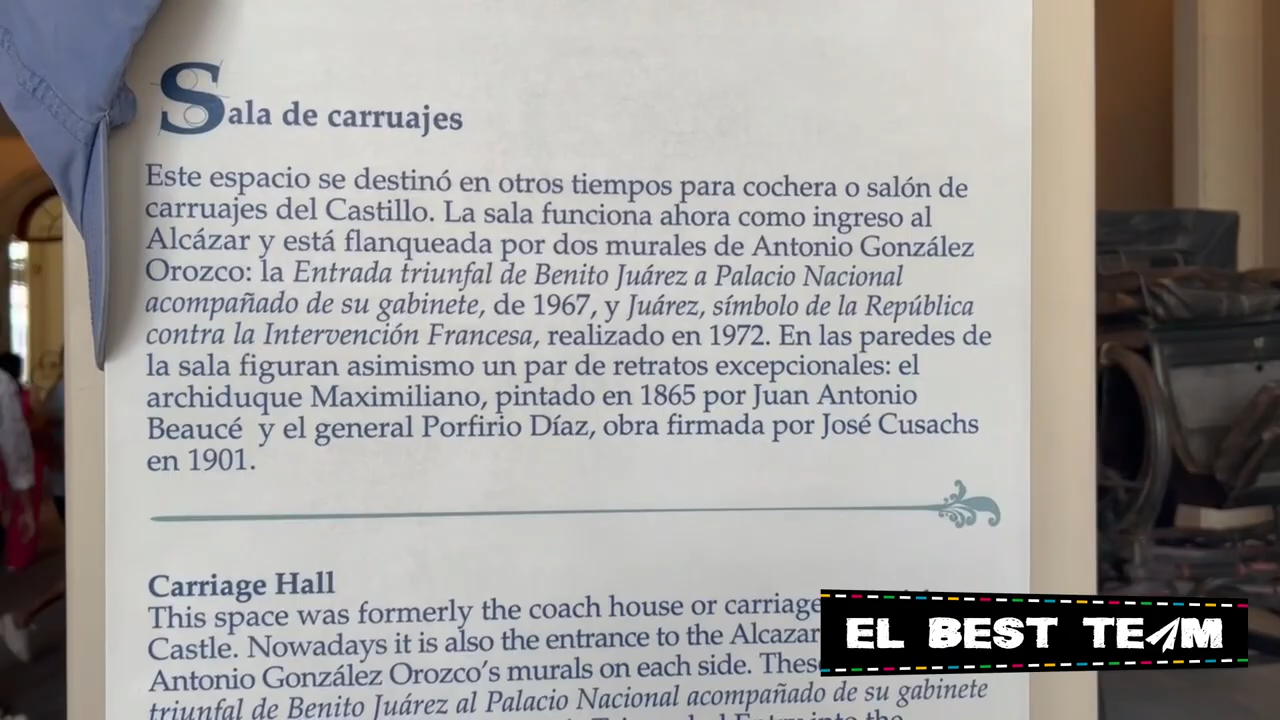 Sala de carruajes
Este espacio se destinó en otros tiempos para cochera o salón de
carruajes del Castillo. La sala funciona ahora como ingreso al
Alcázar y está flanqueada por dos murales de Antonio González
Orozco: la Entrada triunfal de Benito Juárez a Palacio Nacional
acompañado de su gabinete, de 1967, y Juárez, símbolo de la República
contra la Intervención Francesa, realizado en 1972. En las paredes de
la sala figuran asimismo un par de retratos excepcionales: el
archiduque Maximiliano, pintado en 1865 por Juan Antonio
Beaucé y el general Porfirio Díaz, obra firmada por José Cusachs
en 1901.
Carriage Hall
This space was formerly the coach house or carriage
Castle. Nowadays it is also the entrance to the Alcazar
Antonio González Orozco's murals on each side. These
triunfal de Benito Juárez al Palacio Nacional acompañado de su gabinete
EL BEST TEAM